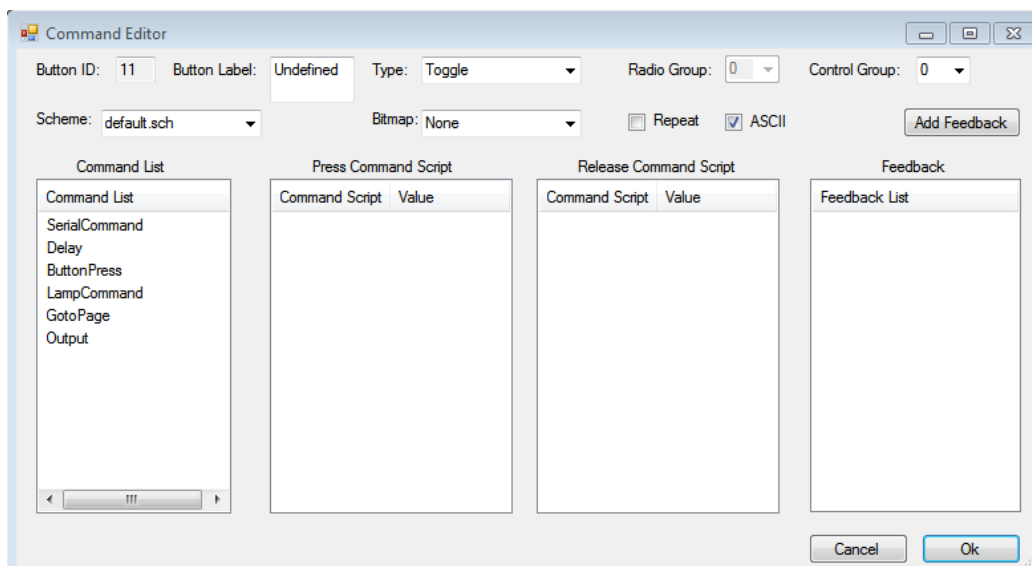 Command Editor
Button ID: 11 Button Label: Undefined Type: Toggle Radio Group: 0 Control Group: 0
Scheme: default.sch Bitmap: None Repeat ASCII Add Feedback
Command List Press Command Script Release Command Script Feedback
Command List Command Script Value Command Script Value Feedback List
SerialCommand
Delay
ButtonPress
LampCommand
GotoPage
Output
Cancel Ok